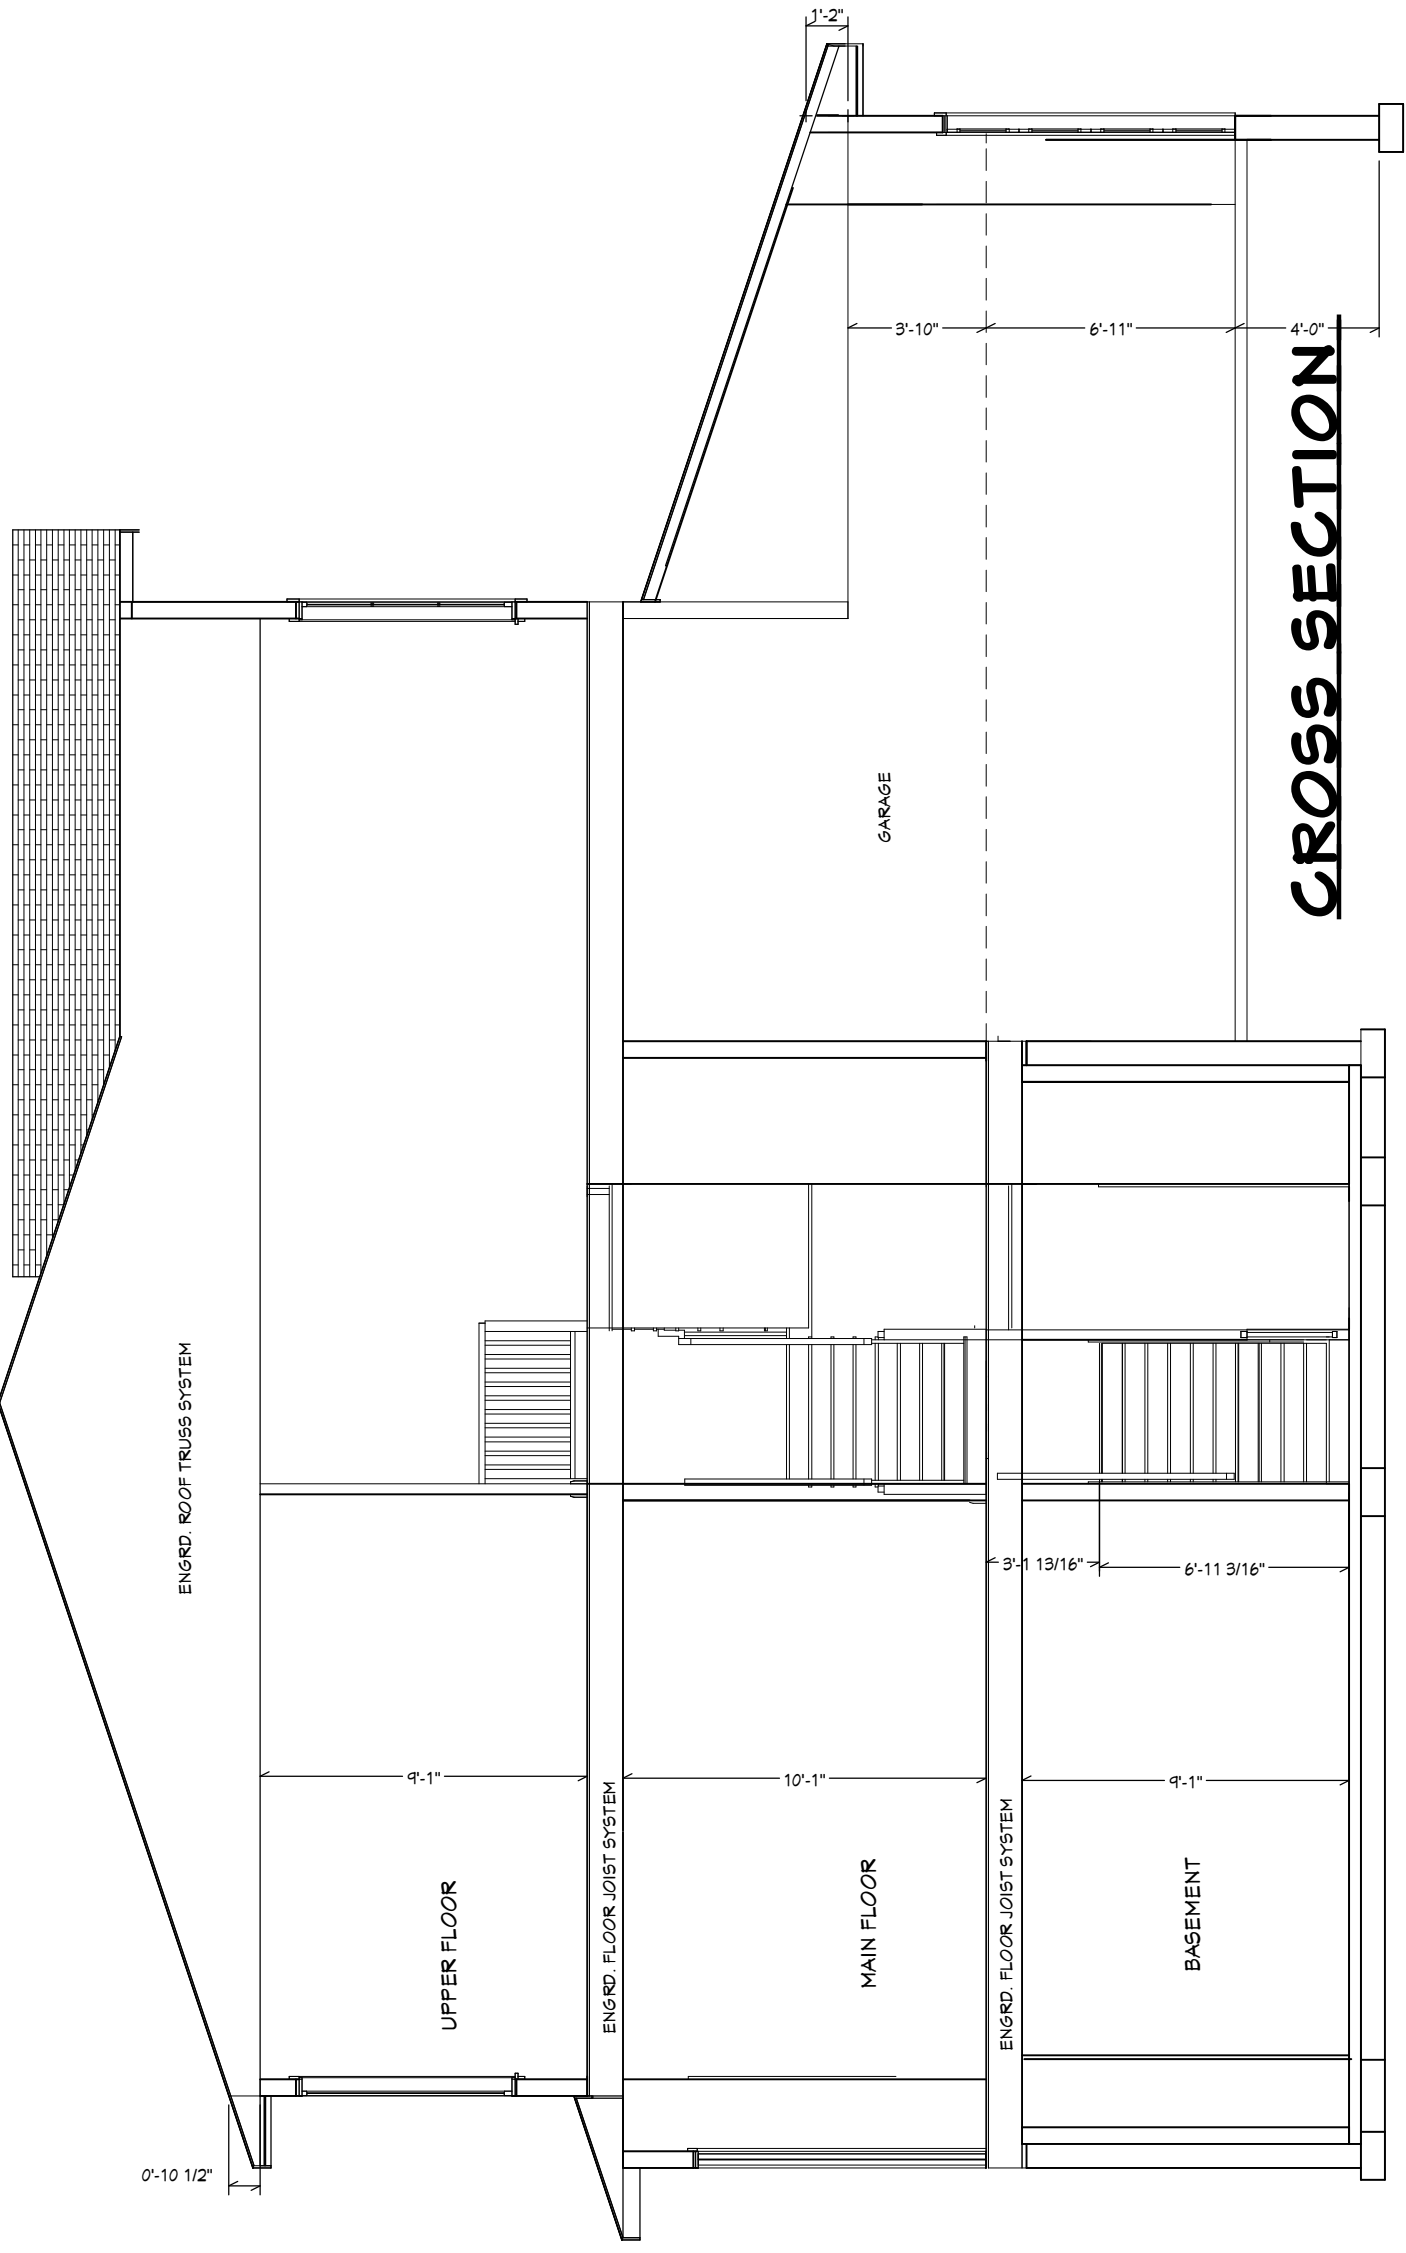 1'-2"
3'-10"
6'-11"
4'-0"
CROSS SECTION
GARAGE
ENGRD. ROOF TRUSS SYSTEM
3'-1 13/16"
6'-11 3/16"
9'-1"
10'-1"
9'-1"
UPPER FLOOR
ENGRD. FLOOR JOIST SYSTEM
MAIN FLOOR
ENGRD. FLOOR JOIST SYSTEM
BASEMENT
0'-10 1/2"